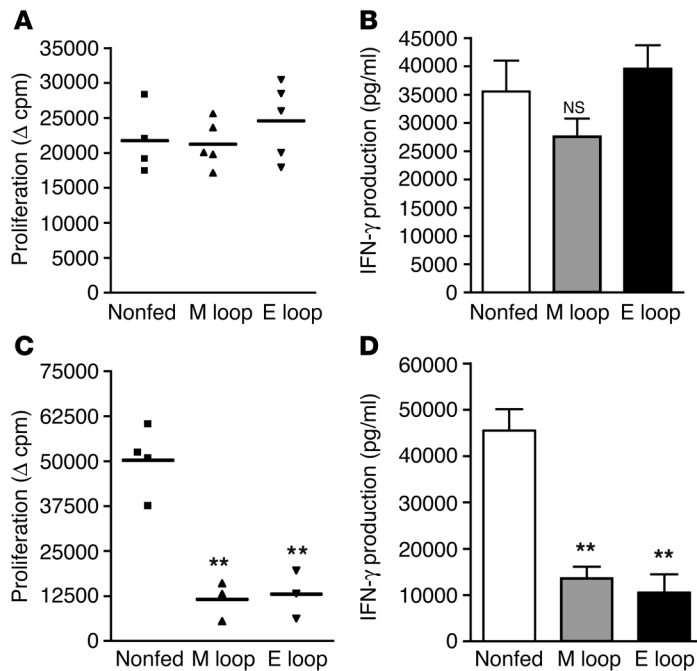 A
Proliferation (Δ cpm)
35000
30000
25000
20000
15000
10000
5000
0
Nonfed M loop E loop
B
IFN-γ production (pg/ml)
45000
40000
35000
30000
25000
20000
15000
10000
5000
0
NS
Nonfed M loop E loop
C
Proliferation (Δ cpm)
75000
62500
50000
37500
25000
12500
0
**
**
Nonfed M loop E loop
D
IFN-γ production (pg/ml)
60000
50000
40000
30000
20000
10000
0
**
**
Nonfed M loop E loop